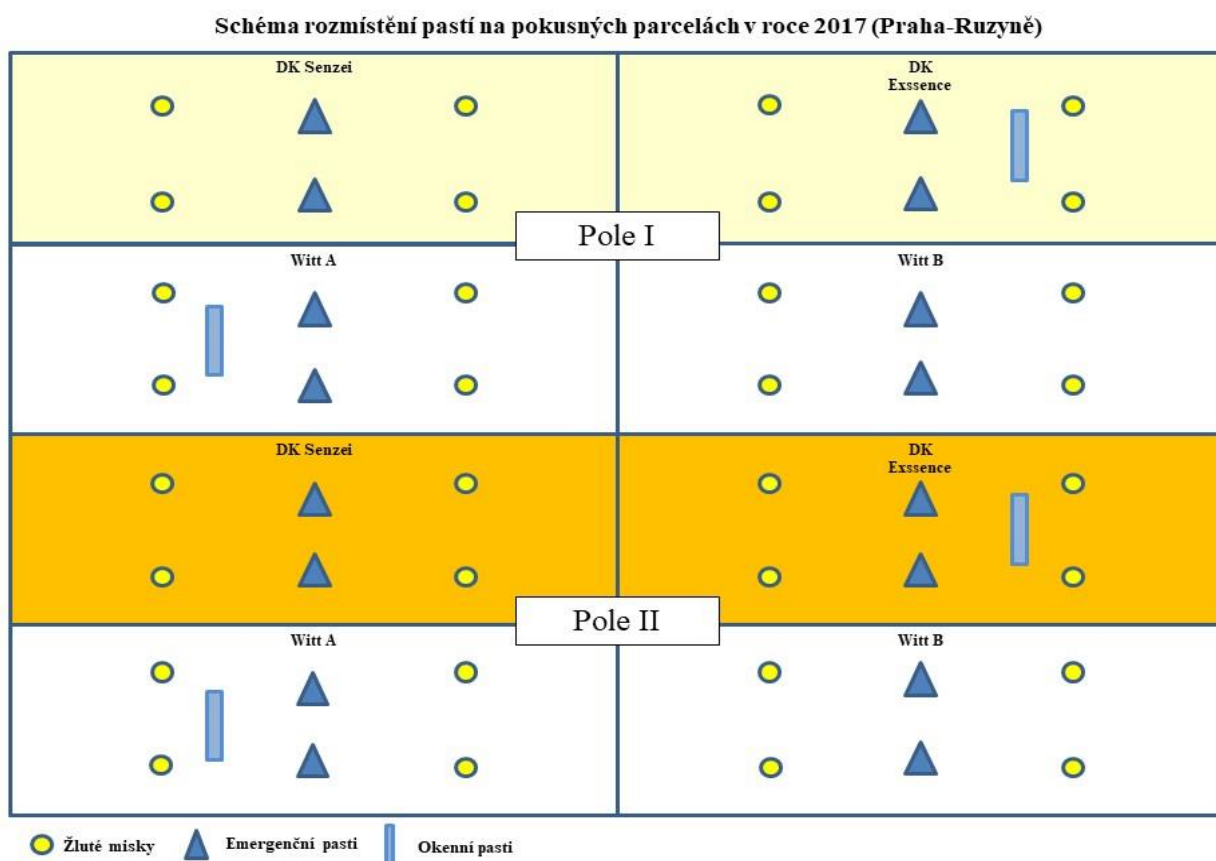 Schéma rozmístění pastí na pokusných parcelách v roce 2017 (Praha-Ruzyně)
DK Senzei
DK
Exssence
Pole I
Witt A
Witt B
DK Senzei
DK
Exssence
Pole II
Witt A
Witt B
Žluté misky
Emergenční pasti
Okenní pasti